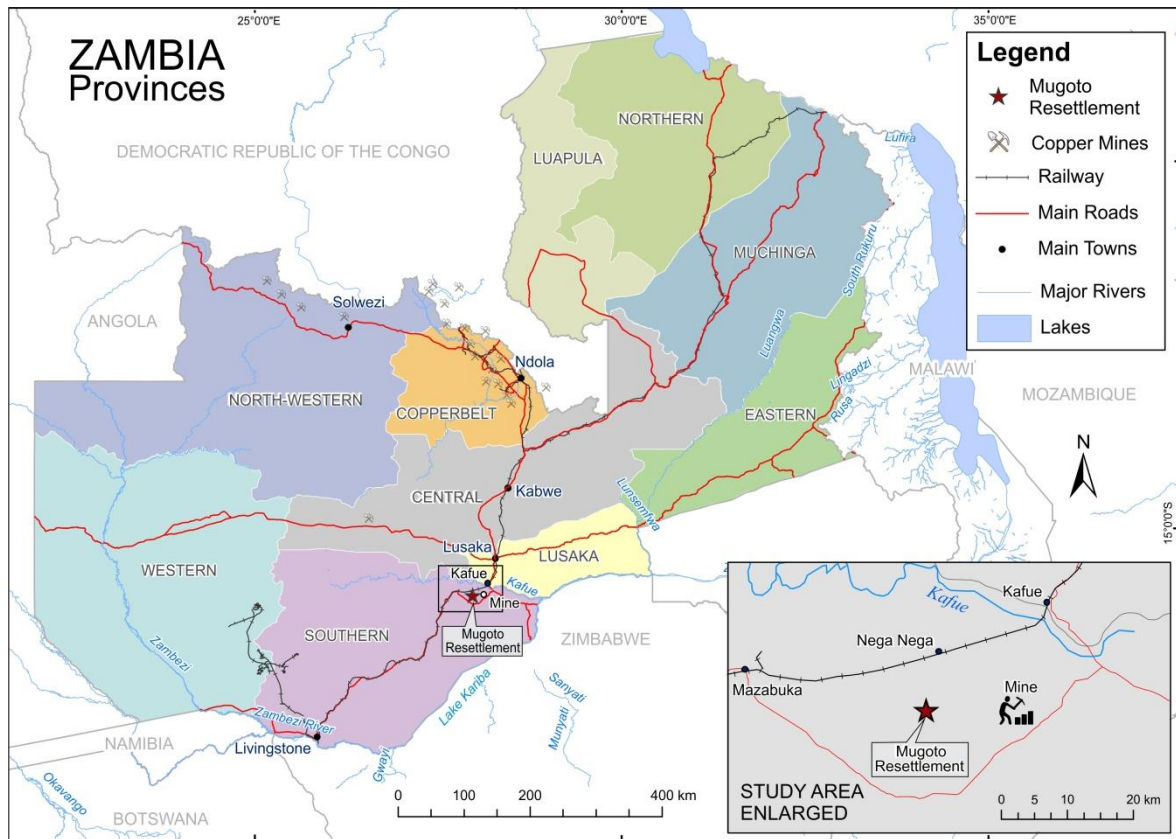 25°0'0"E
30°0'0"E
35°0'0"E
ZAMBIA
Provinces
Legend
Mugoto
Resettlement
Copper Mines
Railway
Main Roads
Main Towns
Major Rivers
Lakes
DEMOCRATIC REPUBLIC OF THE CONGO
NORTHERN
LUAPULA
Lufira
MUCHINGA
South Rukuru
Solwezi
ANGOLA
Luangwa
Ndola
Lingadzi
MALAWI
NORTH-WESTERN
COPPERBELT
EASTERN
Rusa
MOZAMBIQUE
N
CENTRAL
Kabwe
Lunsemfwa
15°0'0"S
Lusaka
LUSAKA
WESTERN
Kafue
Kafue
Mine
SOUTHERN
Mugoto
Resettlement
ZIMBABWE
Zambezi
Lake Kariba
Sanyati
Munyati
Zambezi River
Gwayi
NAMIBIA
Livingstone
Okavango
BOTSWANA
0 100 200 400 km
Kafue
Kafue
Nega Nega
Mazabuka
Mine
Mugoto
Resettlement
STUDY AREA
ENLARGED
0 5 10 20 km